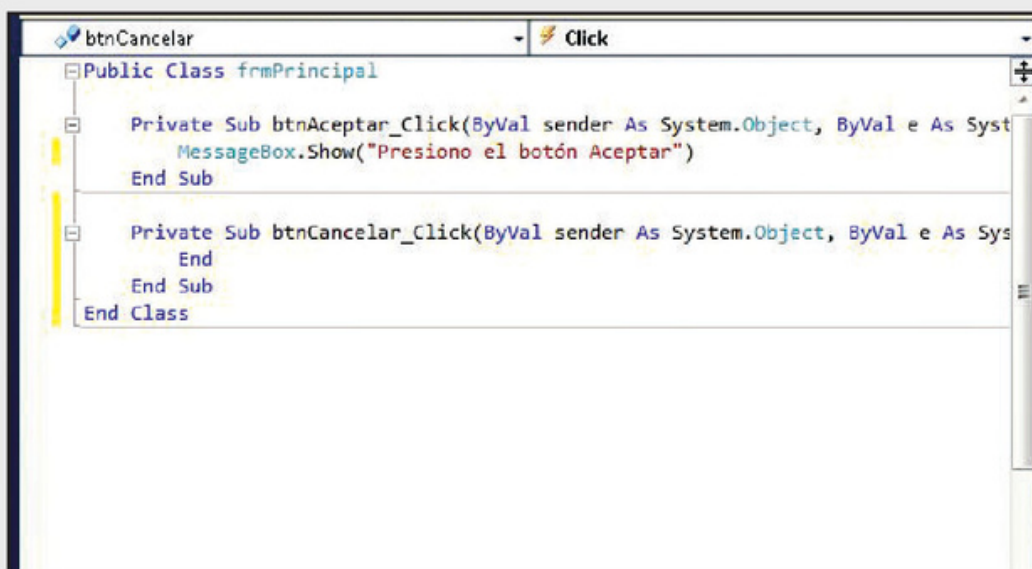 btnCancelar Click
Public Class frmPrincipal
Private Sub btnAceptar_Click(ByVal sender As System.Object, ByVal e As Syst
MessageBox.Show("Presiono el botón Aceptar")
End Sub
Private Sub btnCancelar_Click(ByVal sender As System.Object, ByVal e As Sys
End
End Sub
End Class